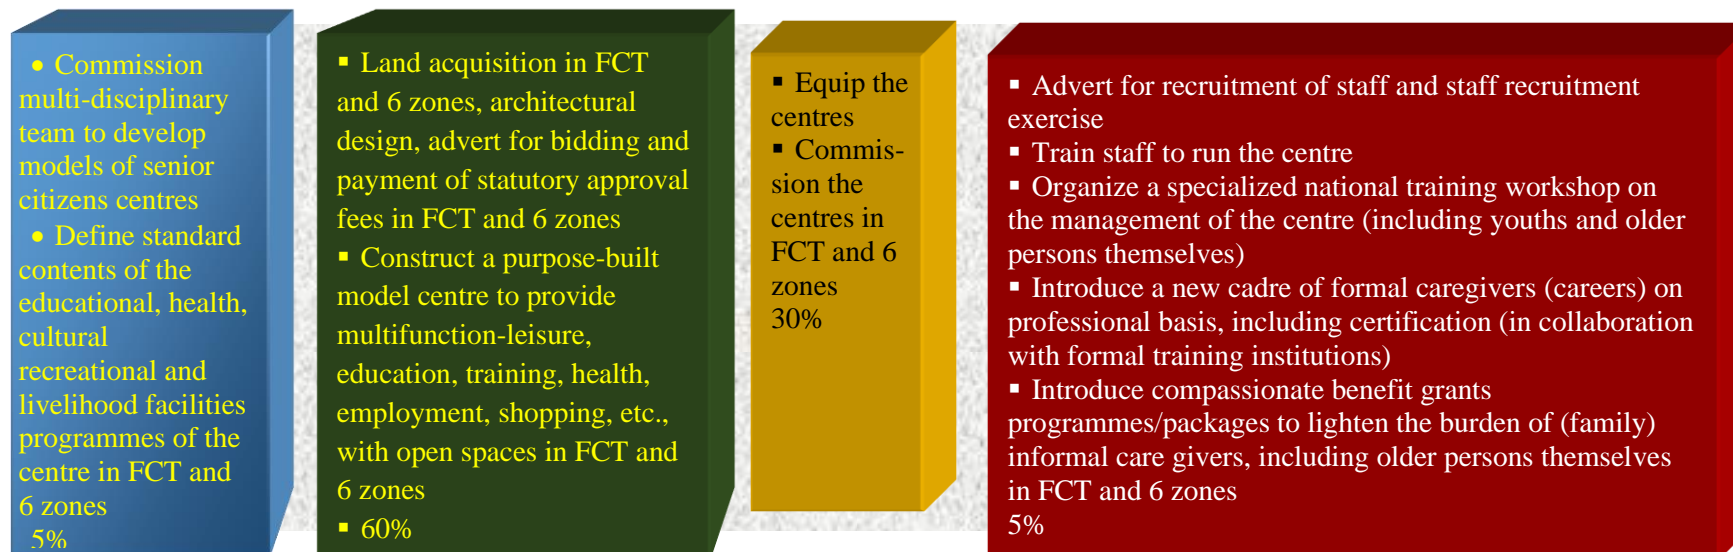 • Commission
multi-disciplinary
team to develop
models of senior
citizens centres
• Define standard
contents of the
educational, health,
cultural
recreational and
livelihood facilities
programmes of the
centre in FCT and
6 zones
5%
▪ Land acquisition in FCT
and 6 zones, architectural
design, advert for bidding and
payment of statutory approval
fees in FCT and 6 zones
▪ Construct a purpose-built
model centre to provide
multifunction-leisure,
education, training, health,
employment, shopping, etc.,
with open spaces in FCT and
6 zones
▪ 60%
▪ Equip the
centres
▪ Commis-
sion the
centres in
FCT and 6
zones
30%
▪ Advert for recruitment of staff and staff recruitment
exercise
▪ Train staff to run the centre
▪ Organize a specialized national training workshop on
the management of the centre (including youths and older
persons themselves)
▪ Introduce a new cadre of formal caregivers (careers) on
professional basis, including certification (in collaboration
with formal training institutions)
▪ Introduce compassionate benefit grants
programmes/packages to lighten the burden of (family)
informal care givers, including older persons themselves
in FCT and 6 zones
5%